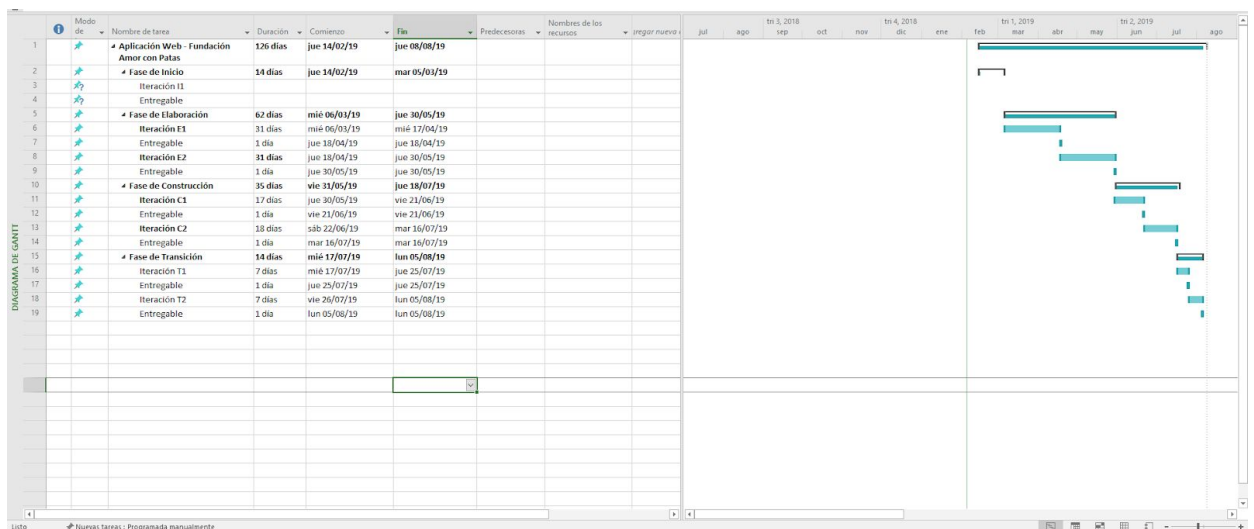 Modo de
Nombre de tarea Duración Comienzo Fin Predecesoras Nombres de los recursos
tri 3, 2018 tri 4, 2018 tri 1, 2019 tri 2, 2019
jul ago sep oct nov dic ene feb mar abr may jun jul ago
1 Aplicación Web - Fundación Amor con Patas 126 días jue 14/02/19 jue 08/08/19
2 Fase de Inicio 14 días jue 14/02/19 mar 05/03/19
3 Iteración I1
4 Entregable
5 Fase de Elaboración 62 días mié 06/03/19 jue 30/05/19
6 Iteración E1 31 días mié 06/03/19 mié 17/04/19
7 Entregable 1 día jue 18/04/19 jue 18/04/19
8 Iteración E2 31 días jue 18/04/19 jue 30/05/19
9 Entregable 1 día jue 30/05/19 jue 30/05/19
10 Fase de Construcción 35 días vie 31/05/19 jue 18/07/19
11 Iteración C1 17 días jue 30/05/19 vie 21/06/19
12 Entregable 1 día vie 21/06/19 vie 21/06/19
13 Iteración C2 18 días sáb 22/06/19 mar 16/07/19
14 Entregable 1 día mar 16/07/19 mar 16/07/19
15 Fase de Transición 14 días mié 17/07/19 lun 05/08/19
16 Iteración T1 7 días mié 17/07/19 jue 25/07/19
17 Entregable 1 día jue 25/07/19 jue 25/07/19
18 Iteración T2 7 días vie 26/07/19 lun 05/08/19
19 Entregable 1 día lun 05/08/19 lun 05/08/19
DIAGRAMA DE GANTT
Listo Nuevas tareas : Programada manualmente